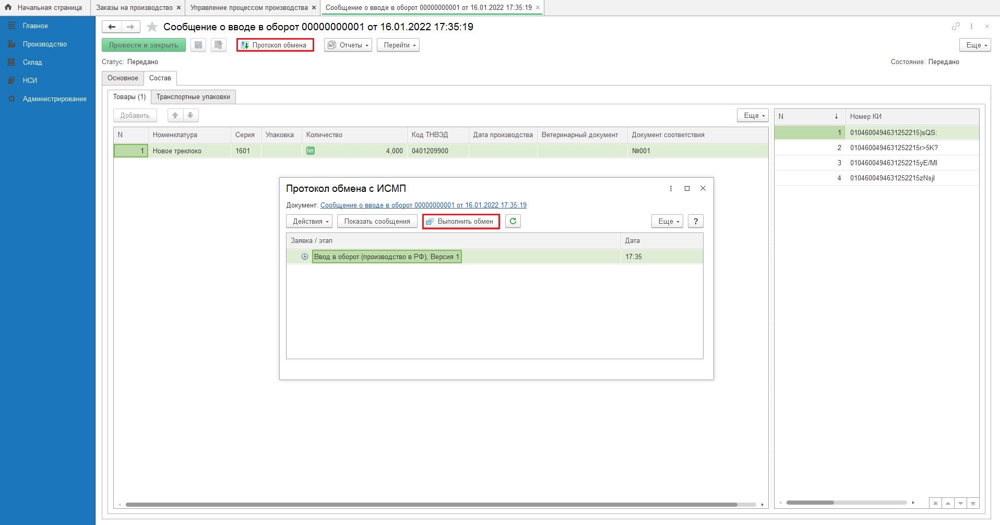 Начальная страница
Заказы на производство
Управление процессом производства
Сообщение о вводе в оборот 00000000001 от 16.01.2022 17:35:19
Главное
Производство
Склад
НСИ
Администрирование
Сообщение о вводе в оборот 00000000001 от 16.01.2022 17:35:19
Провести и закрыть
Протокол обмена
Отчеты
Перейти
Еще
Статус: Передано
Состояние: Передано
Основное
Состав
Товары (1)
Транспортные упаковки
Добавить
Еще
N Номенклатура Серия Упаковка Количество Код ТНВЭД Дата производства Ветеринарный документ Документ соответствия
1 Новое треклоко 1601 № 4,000 0401209900 №001
N Номер КИ
1 0104600494631252215)sQS:
2 0104600494631252215r>5K?
3 0104600494631252215yE/MI
4 0104600494631252215zNsjl
Протокол обмена с ИСМП
Документ: Сообщение о вводе в оборот 00000000001 от 16.01.2022 17:35:19
Действия
Показать сообщения
Выполнить обмен
Еще
?
Заявка / этап Дата
Ввод в оборот (производство в РФ), Версия 1 17:35